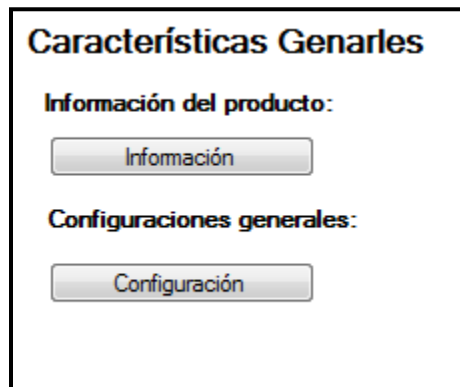 Características Genarles
Información del producto:
Información
Configuraciones generales:
Configuración